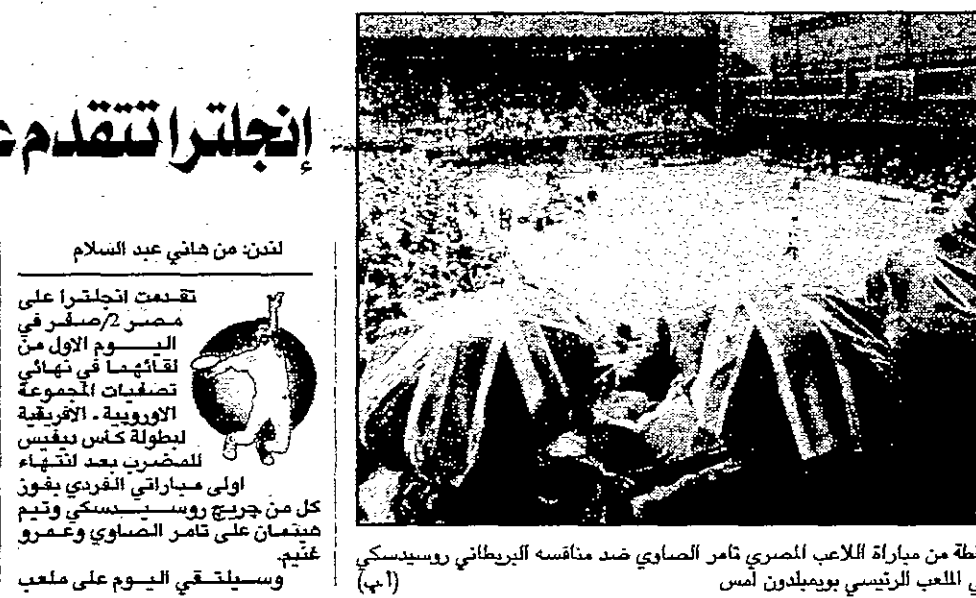 إنجلترا تتقدم
لندن: من هاني عبد السلام
تقدمت انجلترا على
مصر 2/صفر في
اليوم الاول من
لقائهما في نهائي
تصفيات المجموعة
الاوروبية ـ الافريقية
لبطولة كأس ديفيس
للمضرب بعد انتهاء
اولى مباراتي الفردي بفوز
كل من جريج روسيدسكي وتيم
هينمان على تامر الصاوي وعمرو
غنيم.
وسيلتقي اليوم على ملعب
من مباراة اللاعب المصري تامر الصاوي ضد منافسه البريطاني روسيدسكي
الملعب الرئيسي بويمبلدون أمس
(أ.ب)